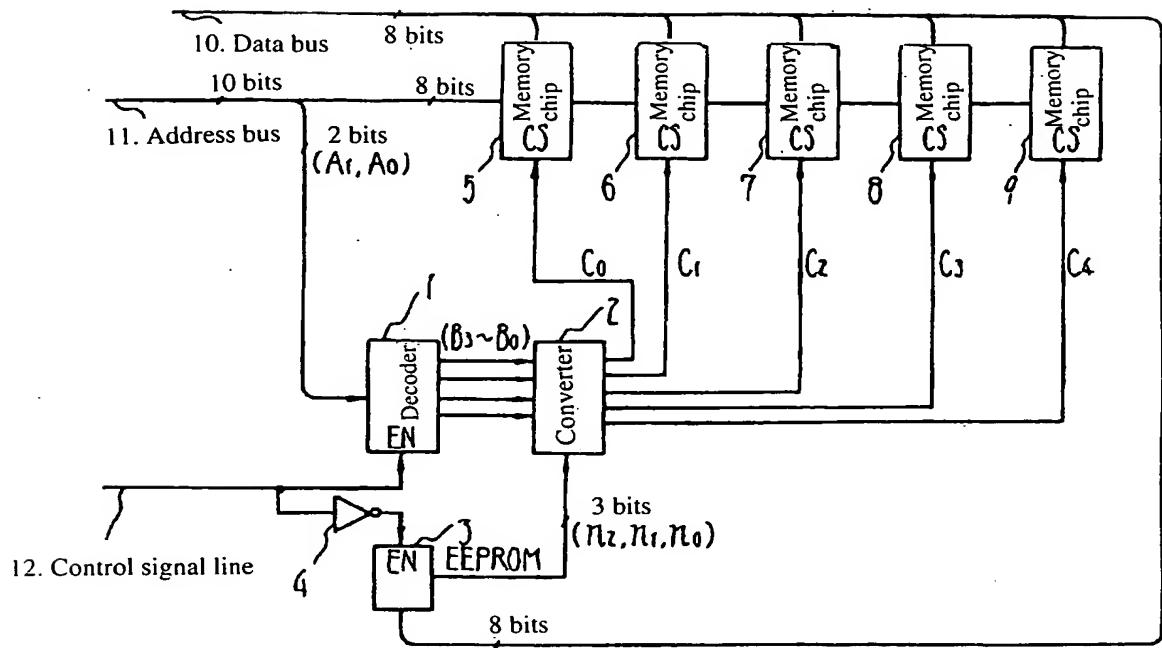 10. Data bus
8 bits
Memory chip
CS
5
Memory chip
CS
6
Memory chip
CS
7
Memory chip
CS
8
Memory chip
CS
9
10 bits
8 bits
11. Address bus
2 bits
(A1, A0)
C0
C1
C2
C3
C4
1
(B3~B0)
2
Decoder
EN
Converter
3 bits
(n2, n1, n0)
4
3
EN
EEPROM
12. Control signal line
8 bits